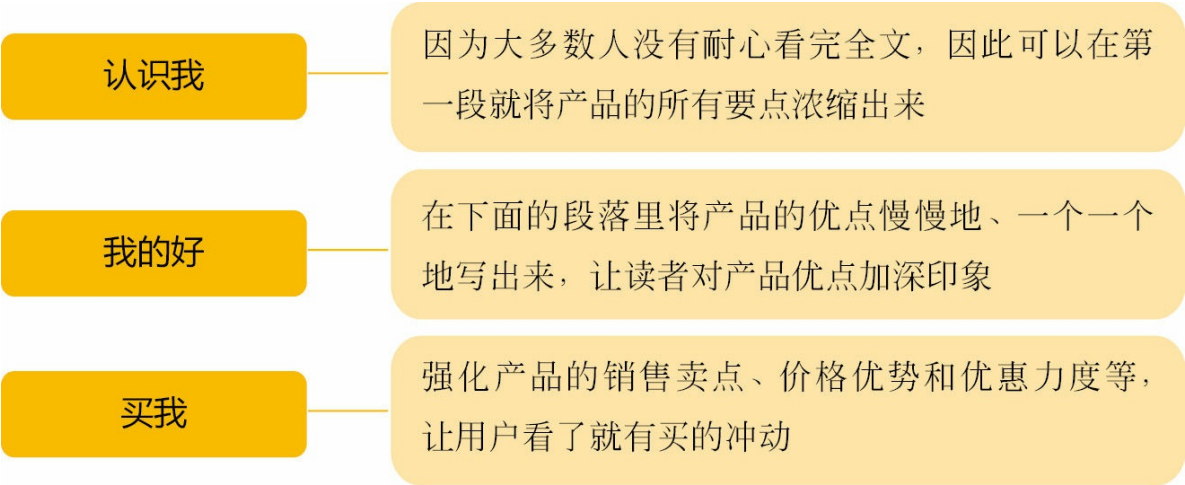 认识我
因为大多数人没有耐心看完全文，因此可以在第
一段就将产品的所有要点浓缩出来
我的好
在下面的段落里将产品的优点慢慢地、一个一个
地写出来，让读者对产品优点加深印象
买我
强化产品的销售卖点、价格优势和优惠力度等，
让用户看了就有买的冲动